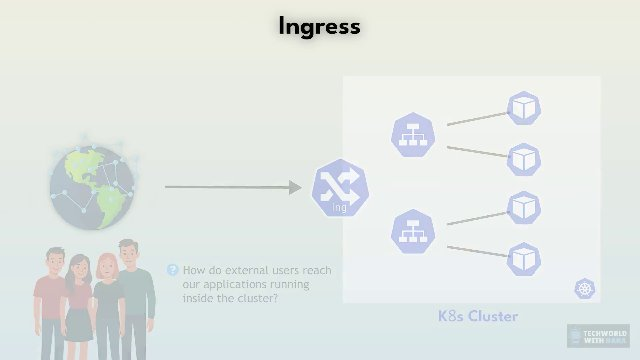 Ingress
ing
How do external users reach
our applications running
inside the cluster?
K8s Cluster
TECHWORLD
WITH NANA